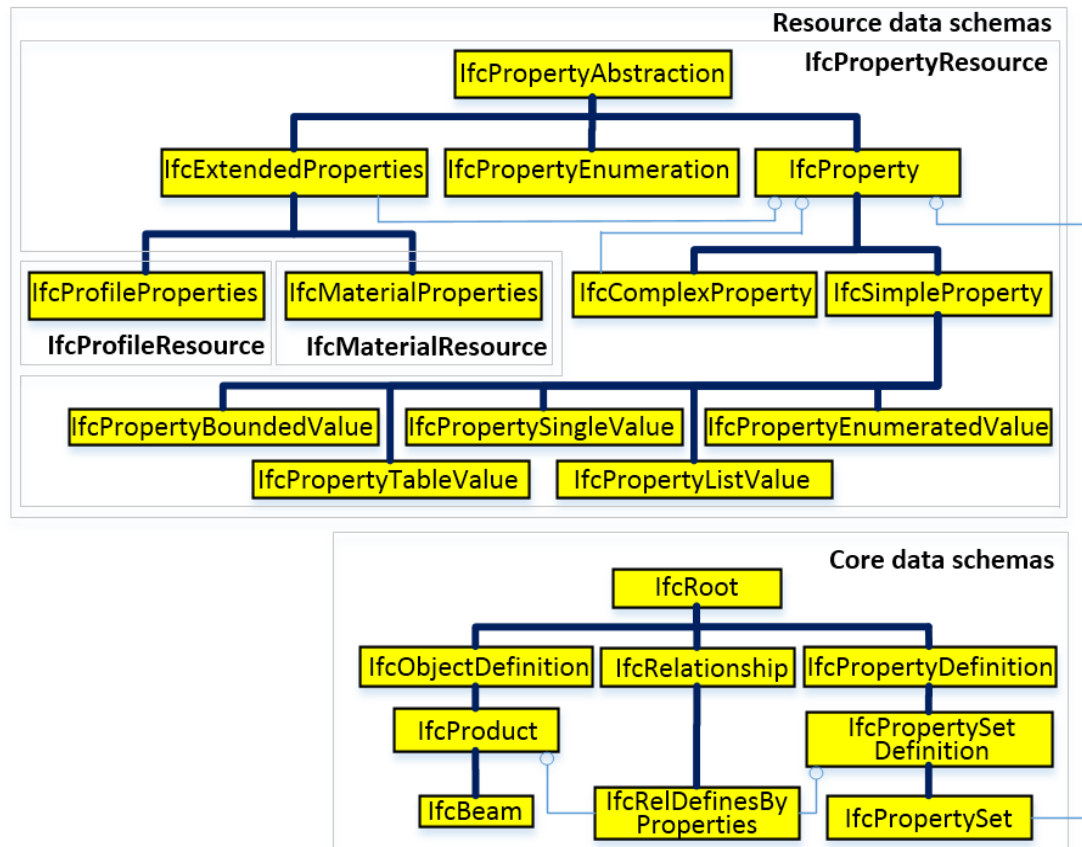 Resource data schemas
IfcPropertyAbstraction
IfcPropertyResource
IfcExtendedProperties
IfcPropertyEnumeration
IfcProperty
IfcProfileProperties
IfcMaterialProperties
IfcComplexProperty
IfcSimpleProperty
IfcProfileResource
IfcMaterialResource
IfcPropertyBoundedValue
IfcPropertySingleValue
IfcPropertyEnumeratedValue
IfcPropertyTableValue
IfcPropertyListValue
Core data schemas
IfcRoot
IfcObjectDefinition
IfcRelationship
IfcPropertyDefinition
IfcProduct
IfcPropertySet
Definition
IfcBeam
IfcRelDefinesBy
Properties
IfcPropertySet